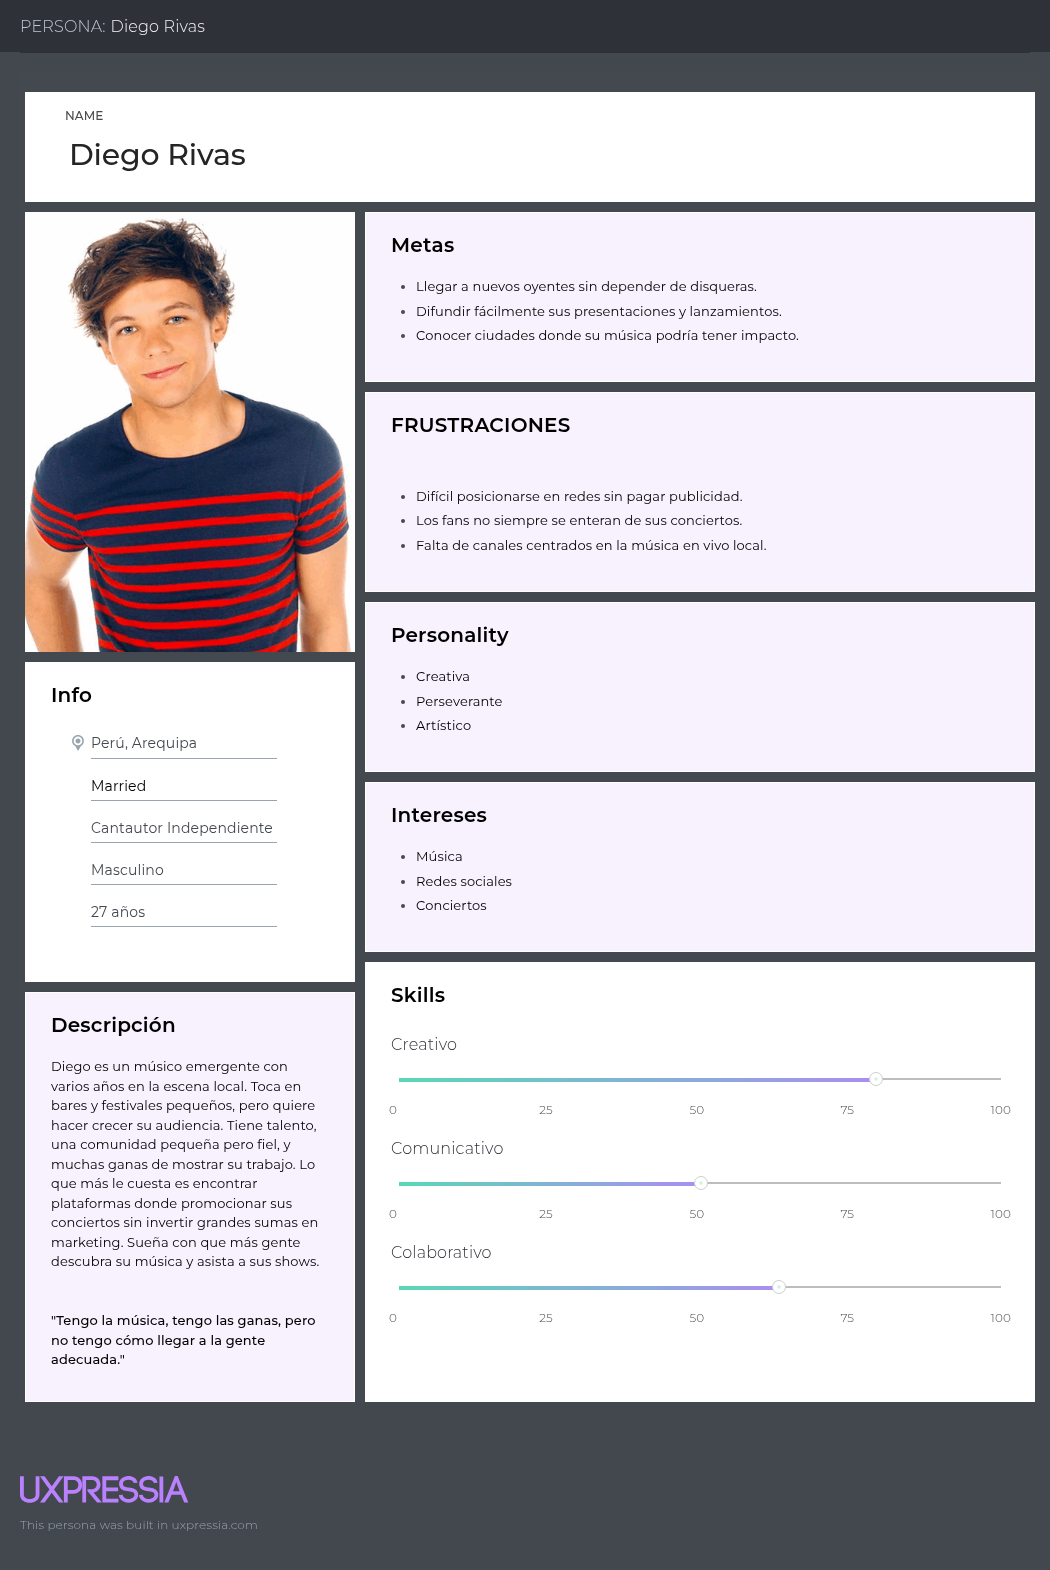 PERSONA: Diego Rivas
NAME
Diego Rivas
Metas
Llegar a nuevos oyentes sin depender de disqueras.
Difundir fácilmente sus presentaciones y lanzamientos.
Conocer ciudades donde su música podría tener impacto.
FRUSTRACIONES
Difícil posicionarse en redes sin pagar publicidad.
Los fans no siempre se enteran de sus conciertos.
Falta de canales centrados en la música en vivo local.
Personality
Creativa
Perseverante
Artístico
Info
Perú, Arequipa
Married
Cantautor Independiente
Masculino
27 años
Intereses
Música
Redes sociales
Conciertos
Descripción
Diego es un músico emergente con
varios años en la escena local. Toca en
bares y festivales pequeños, pero quiere
hacer crecer su audiencia. Tiene talento,
una comunidad pequeña pero fiel, y
muchas ganas de mostrar su trabajo. Lo
que más le cuesta es encontrar
plataformas donde promocionar sus
conciertos sin invertir grandes sumas en
marketing. Sueña con que más gente
descubra su música y asista a sus shows.
"Tengo la música, tengo las ganas, pero
no tengo cómo llegar a la gente
adecuada."
Skills
Creativo
0 25 50 75 100
Comunicativo
0 25 50 75 100
Colaborativo
0 25 50 75 100
UXPRESSIA
This persona was built in uxpressia.com